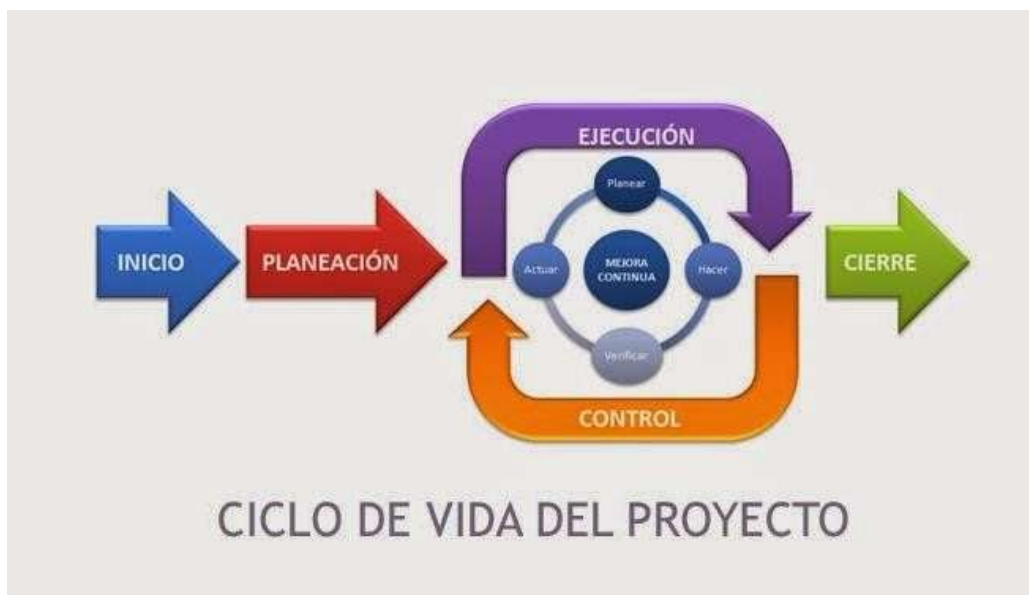 INICIO
PLANEACIÓN
EJECUCIÓN
Planear
Actuar
MEJORA
CONTINUA
Hacer
Verificar
CONTROL
CIERRE
CICLO DE VIDA DEL PROYECTO